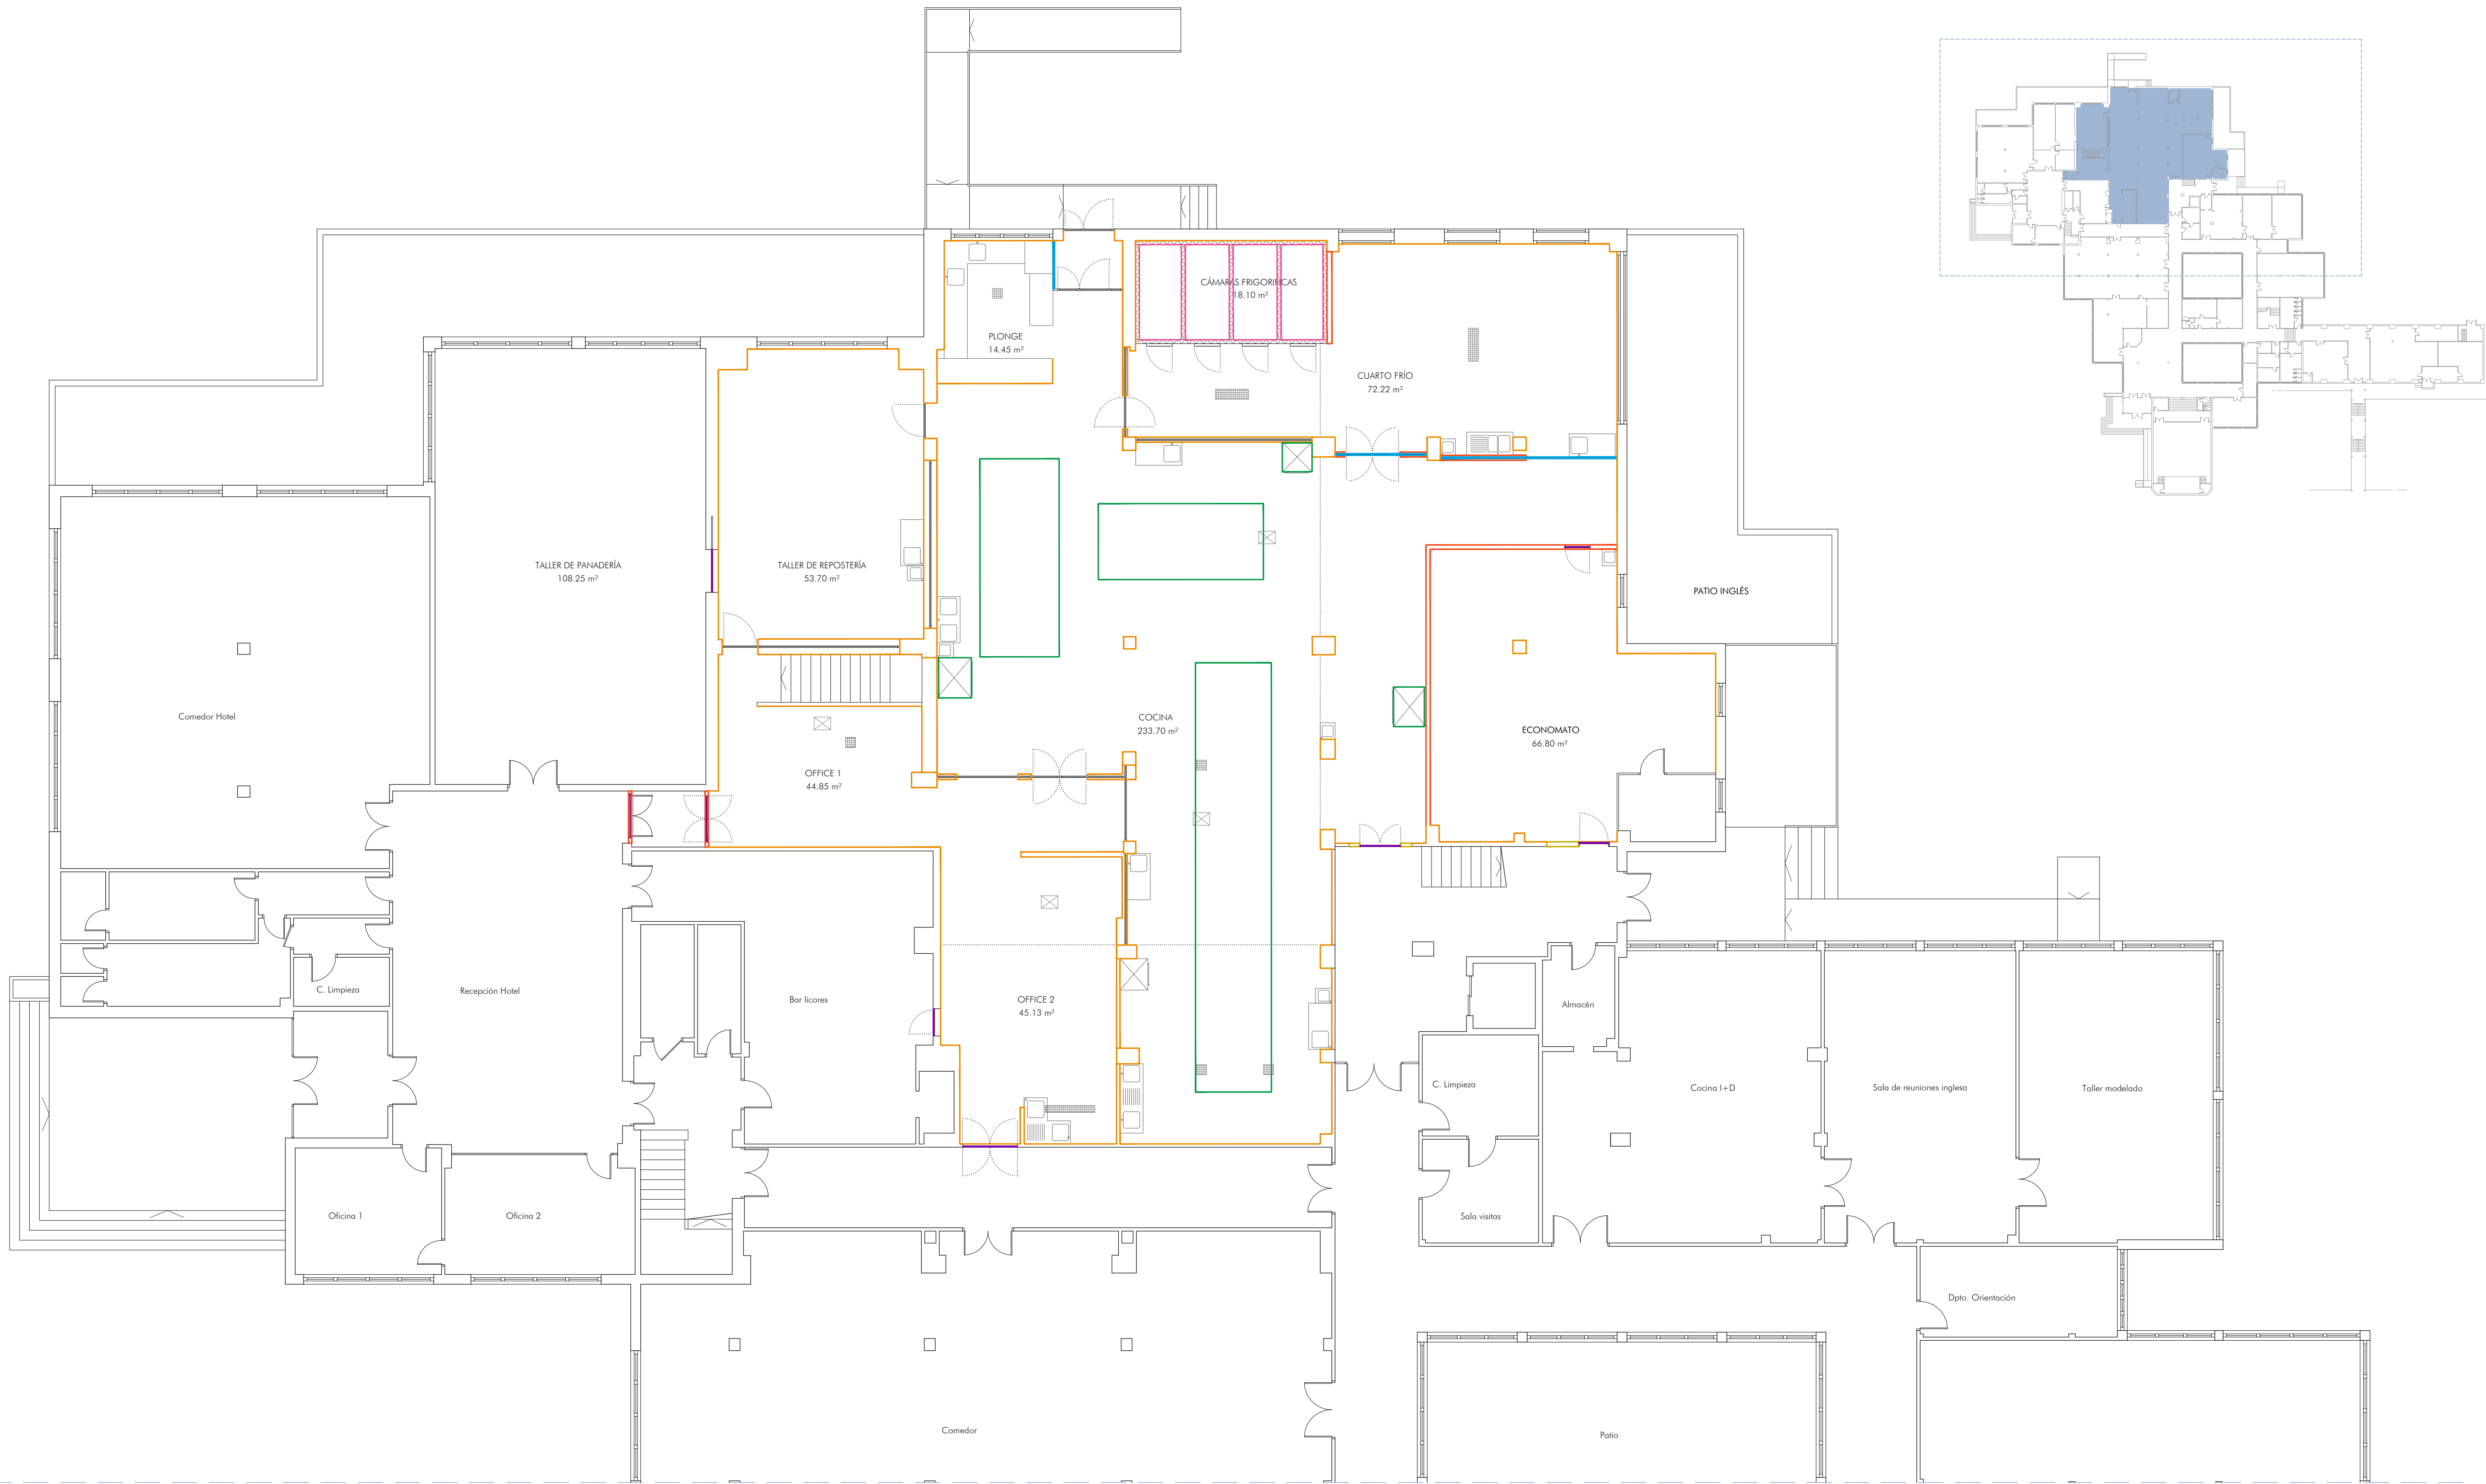 CÁMARAS FRIGORIFICAS
18.10 m²
PLONGE
14.45 m²
CUARTO FRÍO
72.22 m²
TALLER DE PANADERÍA
108.25 m²
TALLER DE REPOSTERÍA
53.70 m²
PATIO INGLÉS
Comedor Hotel
COCINA
233.70 m²
ECONOMATO
66.80 m²
OFFICE 1
44.85 m²
C. Limpieza
Recepción Hotel
Bar licores
OFFICE 2
45.13 m²
Almacén
C. Limpieza
Cocina I+D
Sala de reuniones inglesa
Taller modelado
Oficina 1
Oficina 2
Sala visitas
Dpto. Orientación
Comedor
Patio